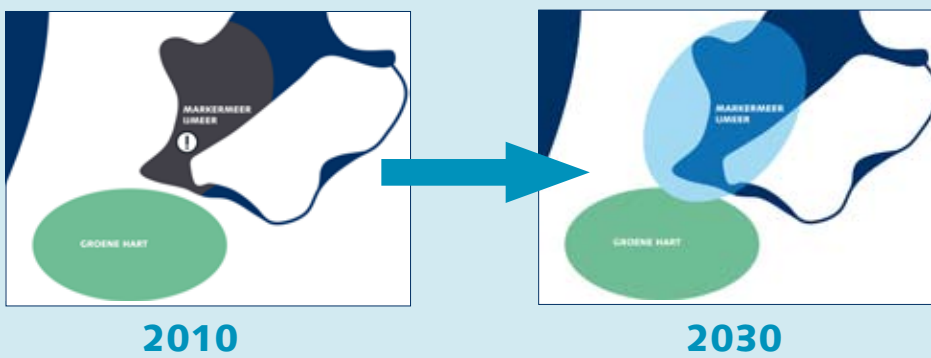 MARKERMEER
IJMEER
!
GROENE HART
MARKERMEER
IJMEER
GROENE HART
2010
2030